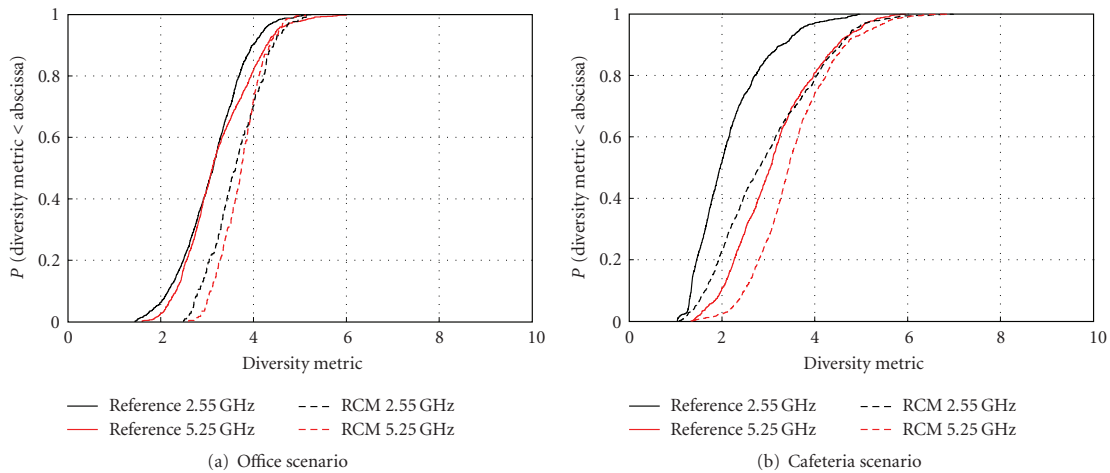 1
0.8
0.6
0.4
0.2
0
P (diversity metric < abscissa)
0 2 4 6 8 10
Diversity metric
Reference 2.55 GHz
Reference 5.25 GHz
RCM 2.55 GHz
RCM 5.25 GHz
(a) Office scenario
1
0.8
0.6
0.4
0.2
0
P (diversity metric < abscissa)
0 2 4 6 8 10
Diversity metric
Reference 2.55 GHz
Reference 5.25 GHz
RCM 2.55 GHz
RCM 5.25 GHz
(b) Cafeteria scenario